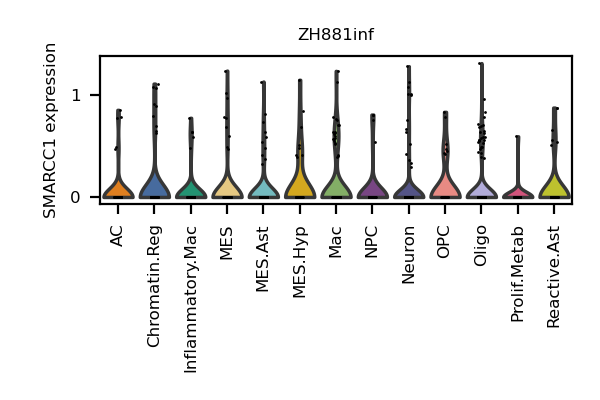 ZH881inf
SMARCC1 expression
1
0
AC
Chromatin.Reg
Inflammatory.Mac
MES
MES.Ast
MES.Hyp
Mac
NPC
Neuron
OPC
Oligo
Prolif.Metab
Reactive.Ast